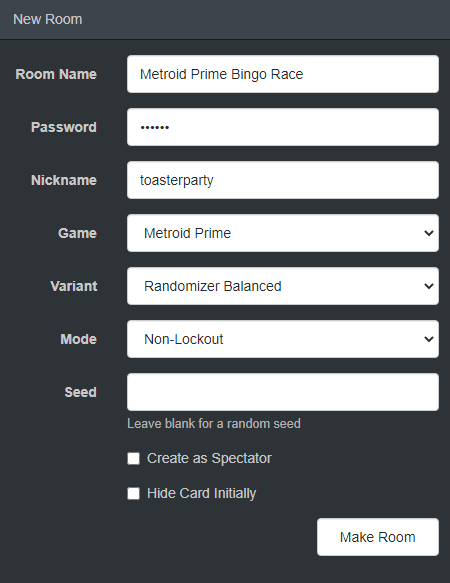 New Room
Room Name Metroid Prime Bingo Race
Password ••••••
Nickname toasterparty
Game Metroid Prime
Variant Randomizer Balanced
Mode Non-Lockout
Seed
Leave blank for a random seed
Create as Spectator
Hide Card Initially
Make Room